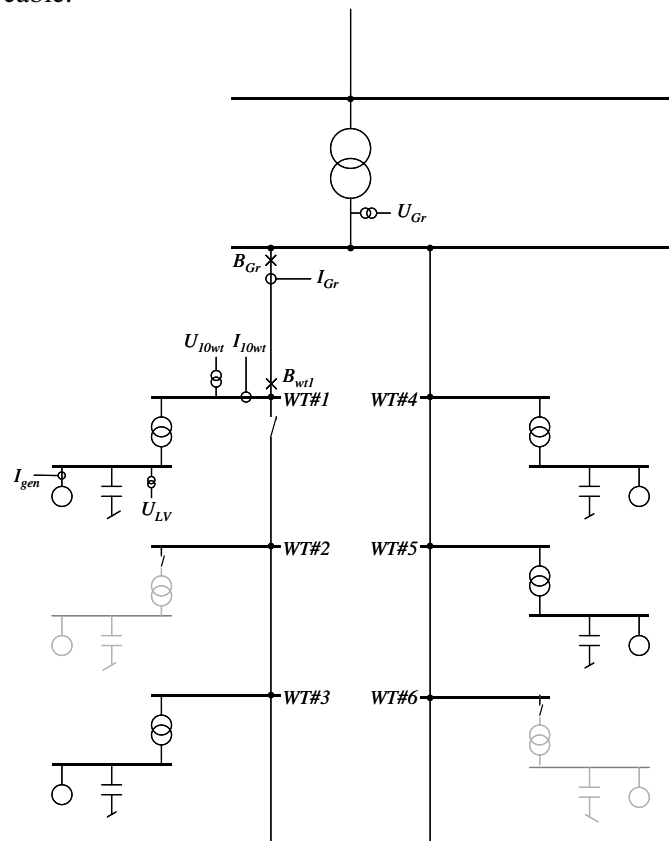 cable.
U_Gr
B_Gr
I_Gr
U_10wt I_10wt
B_wt1
WT#1 WT#4
I_gen
U_LV
WT#2 WT#5
WT#3 WT#6